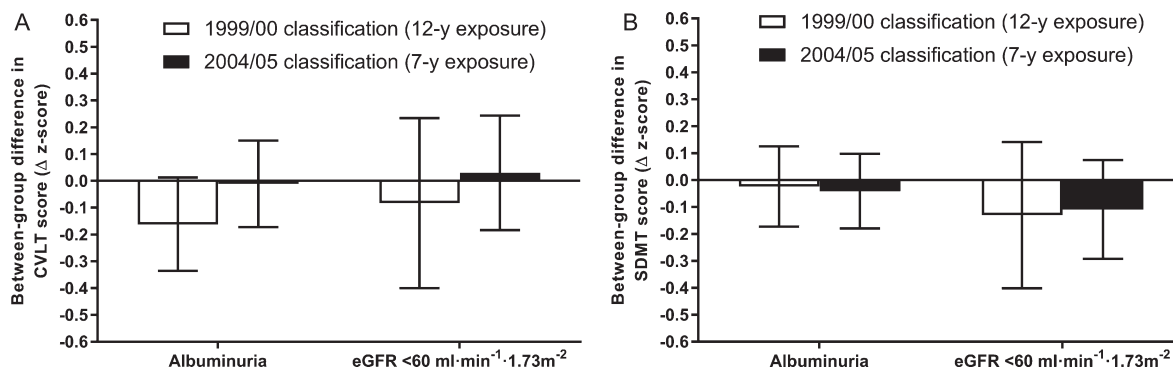 A
1999/00 classification (12-y exposure)
2004/05 classification (7-y exposure)
Between-group difference in
CVLT score (Δ z-score)
0.6
0.5
0.4
0.3
0.2
0.1
0.0
-0.1
-0.2
-0.3
-0.4
-0.5
-0.6
Albuminuria
eGFR <60 ml·min⁻¹·1.73m⁻²
B
1999/00 classification (12-y exposure)
2004/05 classification (7-y exposure)
Between-group difference in
SDMT score (Δ z-score)
0.6
0.5
0.4
0.3
0.2
0.1
0.0
-0.1
-0.2
-0.3
-0.4
-0.5
-0.6
Albuminuria
eGFR <60 ml·min⁻¹·1.73m⁻²